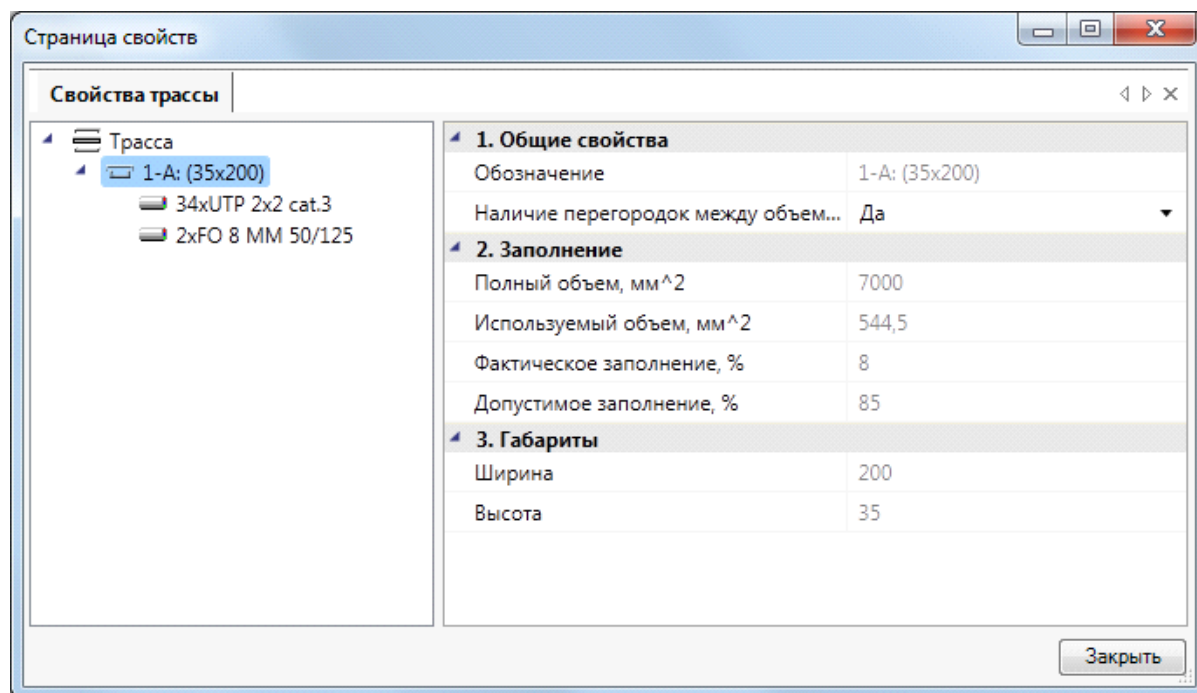 Страница свойств
Свойства трассы
Трасса
1-А: (35х200)
34xUTP 2x2 cat.3
2xFO 8 MM 50/125
1. Общие свойства
Обозначение 1-А: (35х200)
Наличие перегородок между объем... Да
2. Заполнение
Полный объем, мм^2 7000
Используемый объем, мм^2 544,5
Фактическое заполнение, % 8
Допустимое заполнение, % 85
3. Габариты
Ширина 200
Высота 35
Закрыть